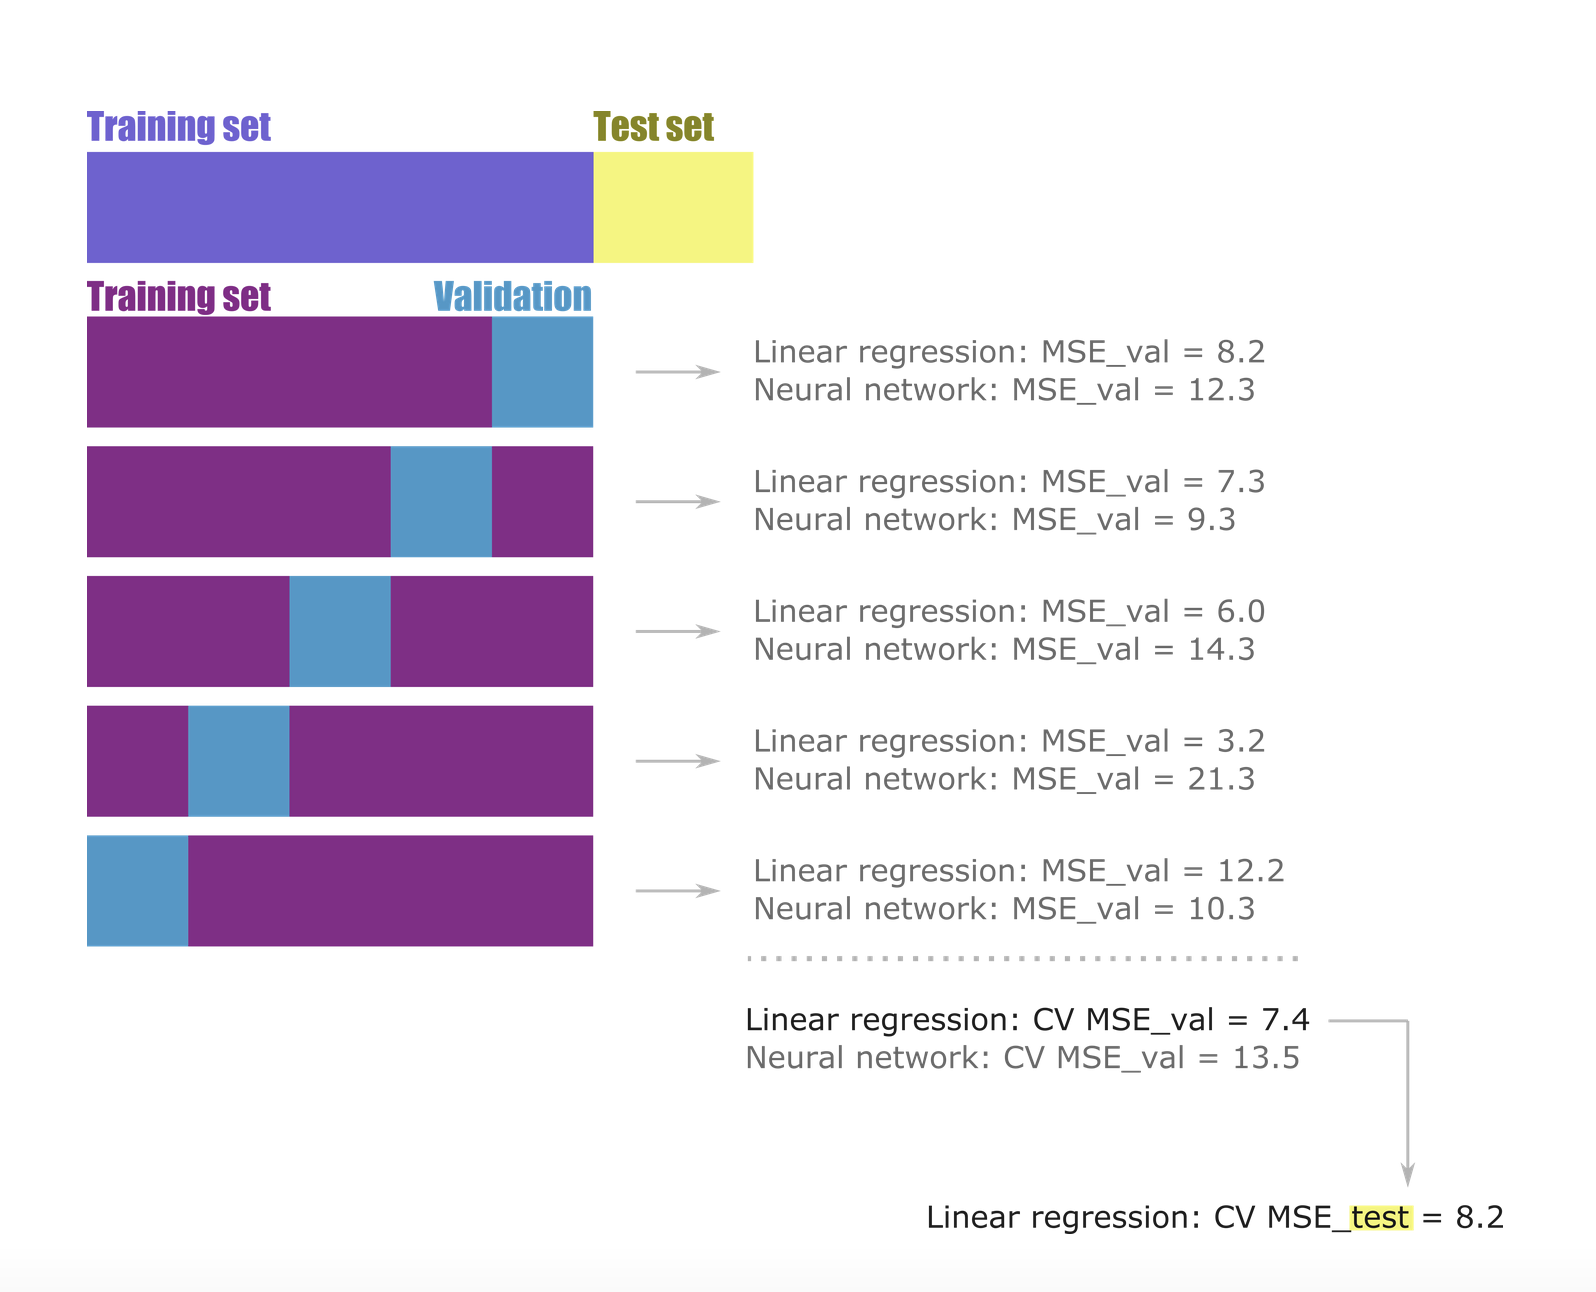 Training set
Test set
Training set
Validation
Linear regression: MSE_val = 8.2
Neural network: MSE_val = 12.3
Linear regression: MSE_val = 7.3
Neural network: MSE_val = 9.3
Linear regression: MSE_val = 6.0
Neural network: MSE_val = 14.3
Linear regression: MSE_val = 3.2
Neural network: MSE_val = 21.3
Linear regression: MSE_val = 12.2
Neural network: MSE_val = 10.3
Linear regression: CV MSE_val = 7.4
Neural network: CV MSE_val = 13.5
Linear regression: CV MSE_test = 8.2